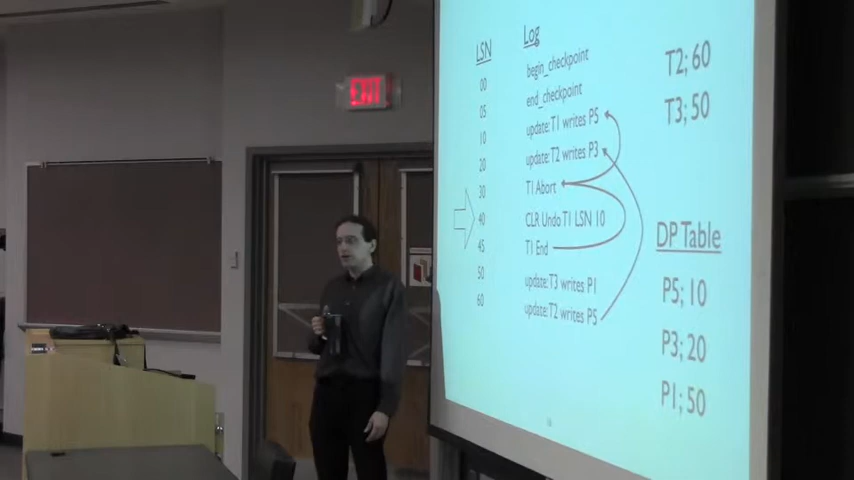 EXIT
LSN Log
00 begin_checkpoint
05 end_checkpoint
10 update: T1 writes P5
20 update: T2 writes P3
30 T1 Abort
40 CLR Undo T1 LSN 10
45 T1 End
50 update: T3 writes P1
60 update: T2 writes P5
T2; 60
T3; 50
DP Table
P5; 10
P3; 20
P1; 50